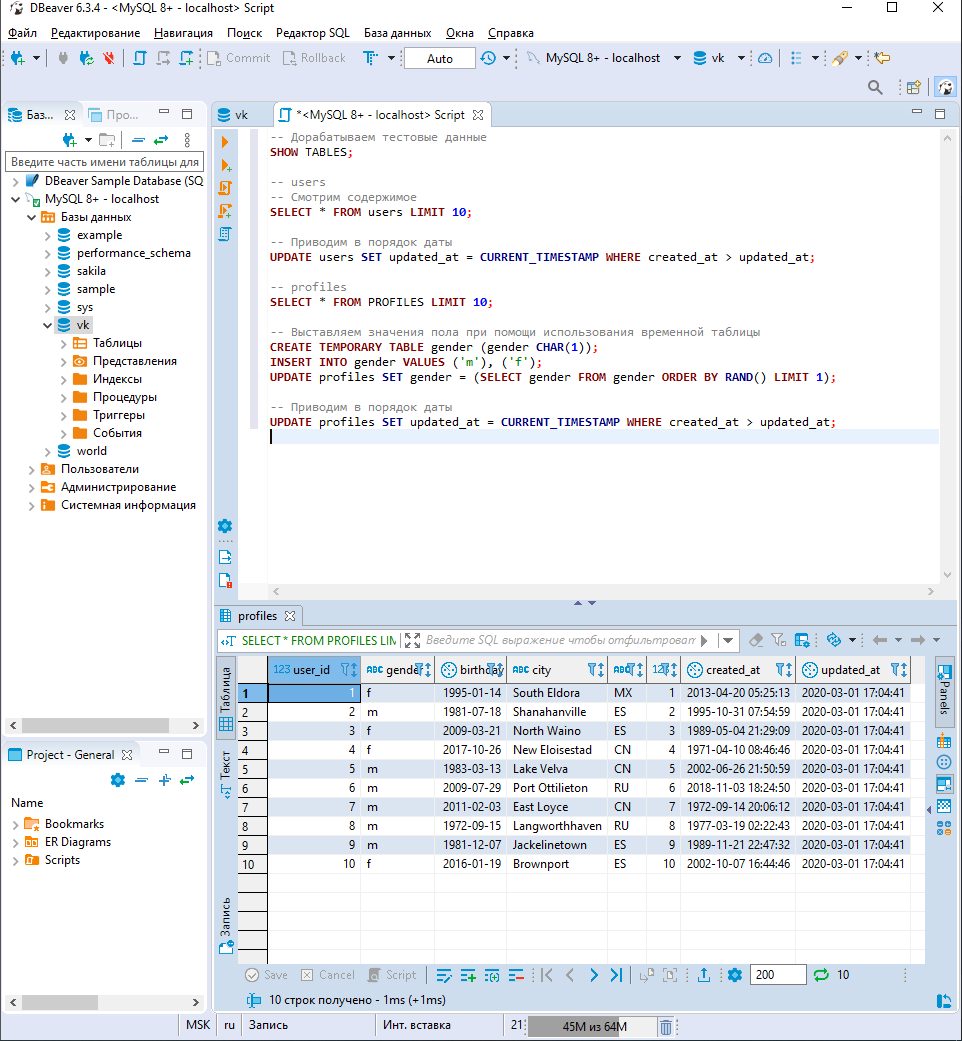 DBeaver 6.3.4 - <MySQL 8+ - localhost> Script
Файл Редактирование Навигация Поиск Редактор SQL База данных Окна Справка
Commit Rollback Auto MySQL 8+ - localhost vk
Баз... Про...
Введите часть имени таблицы для
DBeaver Sample Database (SQ
MySQL 8+ - localhost
Базы данных
example
performance_schema
sakila
sample
sys
vk
Таблицы
Представления
Индексы
Процедуры
Триггеры
События
world
Пользователи
Администрирование
Системная информация
Project - General
Name
Bookmarks
ER Diagrams
Scripts
vk *<MySQL 8+ - localhost> Script
-- Дорабатываем тестовые данные
SHOW TABLES;
-- users
-- Смотрим содержимое
SELECT * FROM users LIMIT 10;
-- Приводим в порядок даты
UPDATE users SET updated_at = CURRENT_TIMESTAMP WHERE created_at > updated_at;
-- profiles
SELECT * FROM PROFILES LIMIT 10;
-- Выставляем значения пола при помощи использования временной таблицы
CREATE TEMPORARY TABLE gender (gender CHAR(1));
INSERT INTO gender VALUES ('m'), ('f');
UPDATE profiles SET gender = (SELECT gender FROM gender ORDER BY RAND() LIMIT 1);
-- Приводим в порядок даты
UPDATE profiles SET updated_at = CURRENT_TIMESTAMP WHERE created_at > updated_at;
profiles
SELECT * FROM PROFILES LIM Введите SQL выражение чтобы отфильтроват
Таблица
Текст
Запись
Panels
123 user_id ABC gender birthday ABC city ABC 123 created_at updated_at
1 1 f 1995-01-14 South Eldora MX 1 2013-04-20 05:25:13 2020-03-01 17:04:41
2 2 m 1981-07-18 Shanahanville ES 2 1995-10-31 07:54:59 2020-03-01 17:04:41
3 3 f 2009-03-21 North Waino ES 3 1989-05-04 21:29:09 2020-03-01 17:04:41
4 4 f 2017-10-26 New Eloisestad CN 4 1971-04-10 08:46:46 2020-03-01 17:04:41
5 5 m 1983-03-13 Lake Velva CN 5 2002-06-26 21:50:59 2020-03-01 17:04:41
6 6 m 2009-07-29 Port Ottilieton RU 6 2018-11-03 18:24:50 2020-03-01 17:04:41
7 7 m 2011-02-03 East Loyce CN 7 1972-09-14 20:06:12 2020-03-01 17:04:41
8 8 m 1972-09-15 Langworthhaven RU 8 1977-03-19 02:22:43 2020-03-01 17:04:41
9 9 m 1981-12-07 Jackelinetown ES 9 1989-11-21 22:47:32 2020-03-01 17:04:41
10 10 f 2016-01-19 Brownport ES 10 2002-10-07 16:44:46 2020-03-01 17:04:41
Save Cancel Script 200 10
10 строк получено - 1ms (+1ms)
MSK ru Запись Инт. вставка 21: 45M из 64M